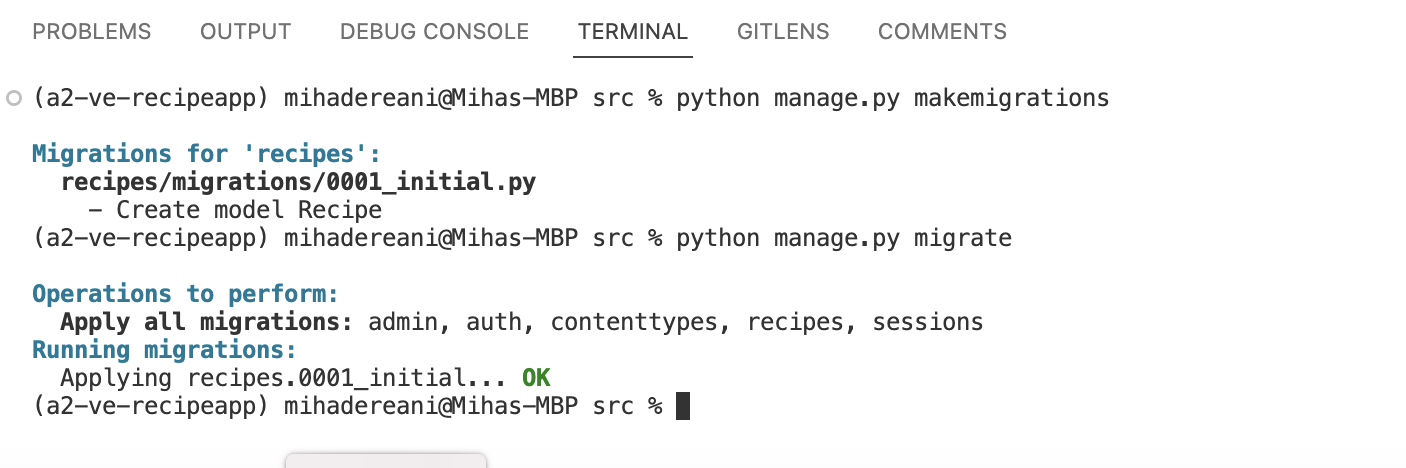 PROBLEMS OUTPUT DEBUG CONSOLE TERMINAL GITLENS COMMENTS
(a2-ve-recipeapp) mihadereani@Mihas-MBP src % python manage.py makemigrations
Migrations for 'recipes':
recipes/migrations/0001_initial.py
- Create model Recipe
(a2-ve-recipeapp) mihadereani@Mihas-MBP src % python manage.py migrate
Operations to perform:
Apply all migrations: admin, auth, contenttypes, recipes, sessions
Running migrations:
Applying recipes.0001_initial... OK
(a2-ve-recipeapp) mihadereani@Mihas-MBP src %